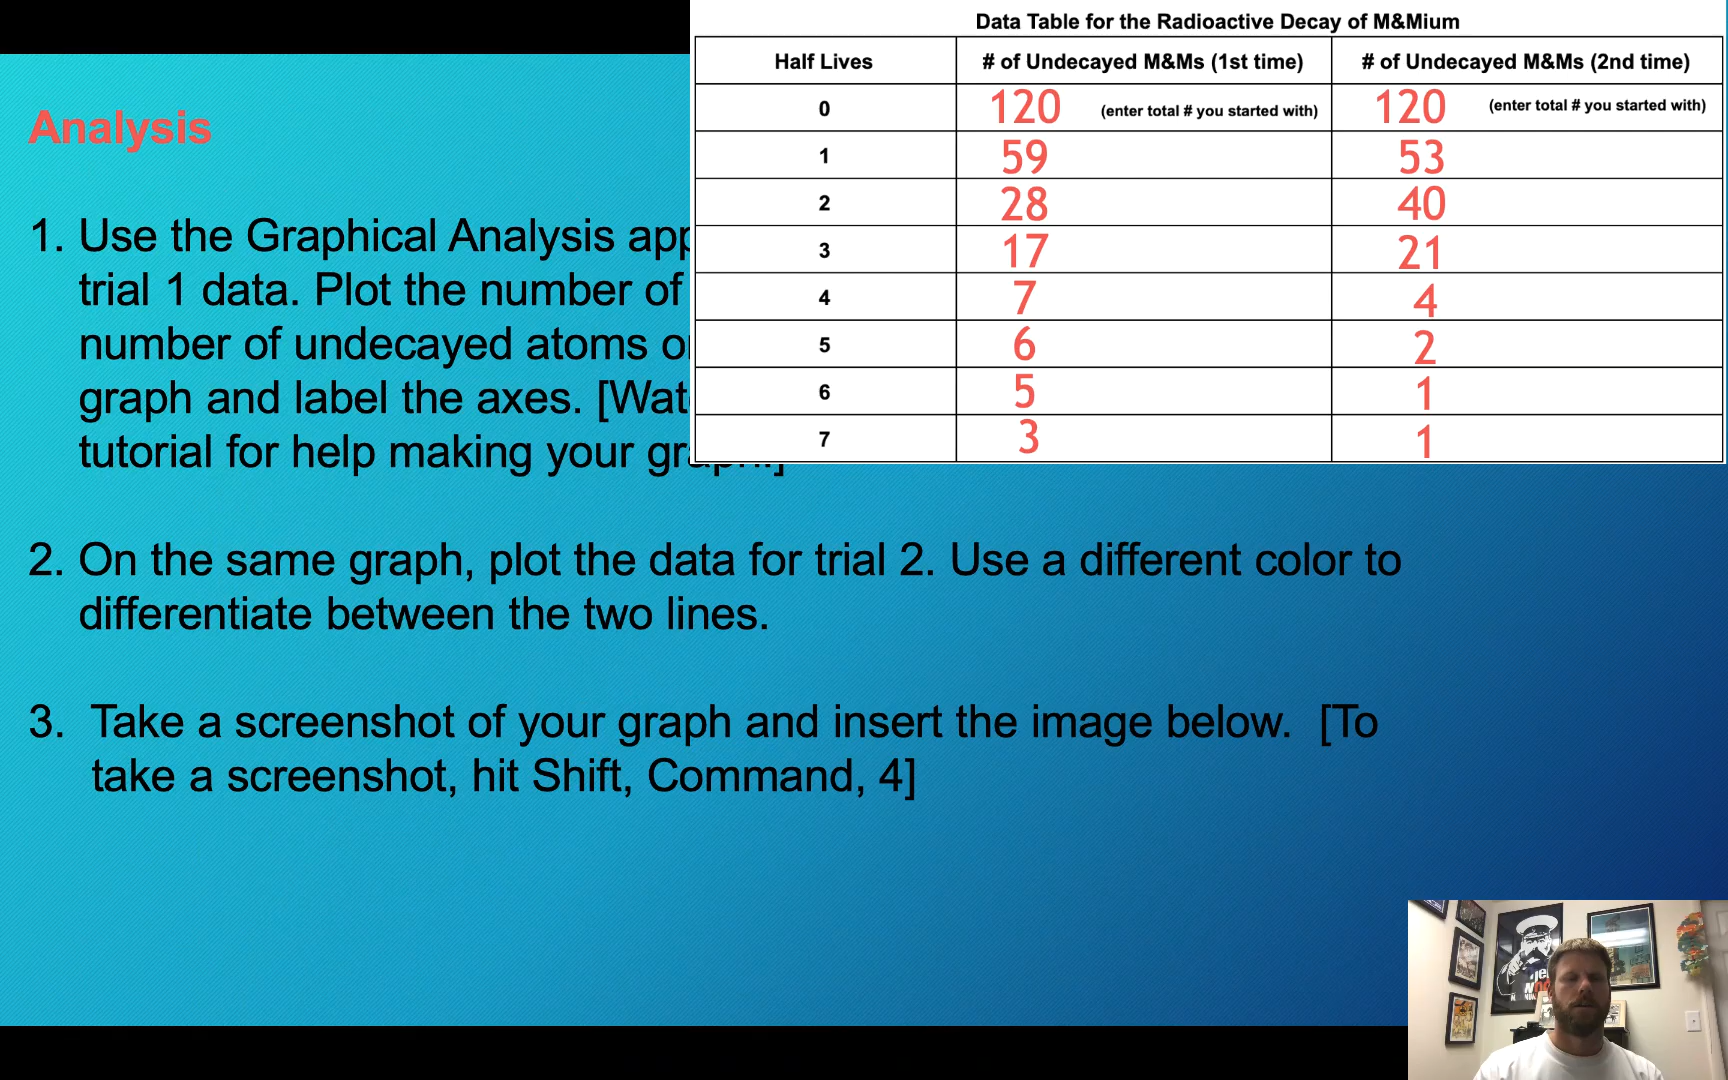 Data Table for the Radioactive Decay of M&Mium
Half Lives # of Undecayed M&Ms (1st time) # of Undecayed M&Ms (2nd time)
0 120 (enter total # you started with) 120 (enter total # you started with)
1 59 53
2 28 40
3 17 21
4 7 4
5 6 2
6 5 1
7 3 1
Analysis
1. Use the Graphical Analysis app
trial 1 data. Plot the number of
number of undecayed atoms
graph and label the axes.
tutorial for help making your
2. On the same graph, plot the data for trial 2. Use a different color to
differentiate between the two lines.
3. Take a screenshot of your graph and insert the image below. [To
take a screenshot, hit Shift, Command, 4]